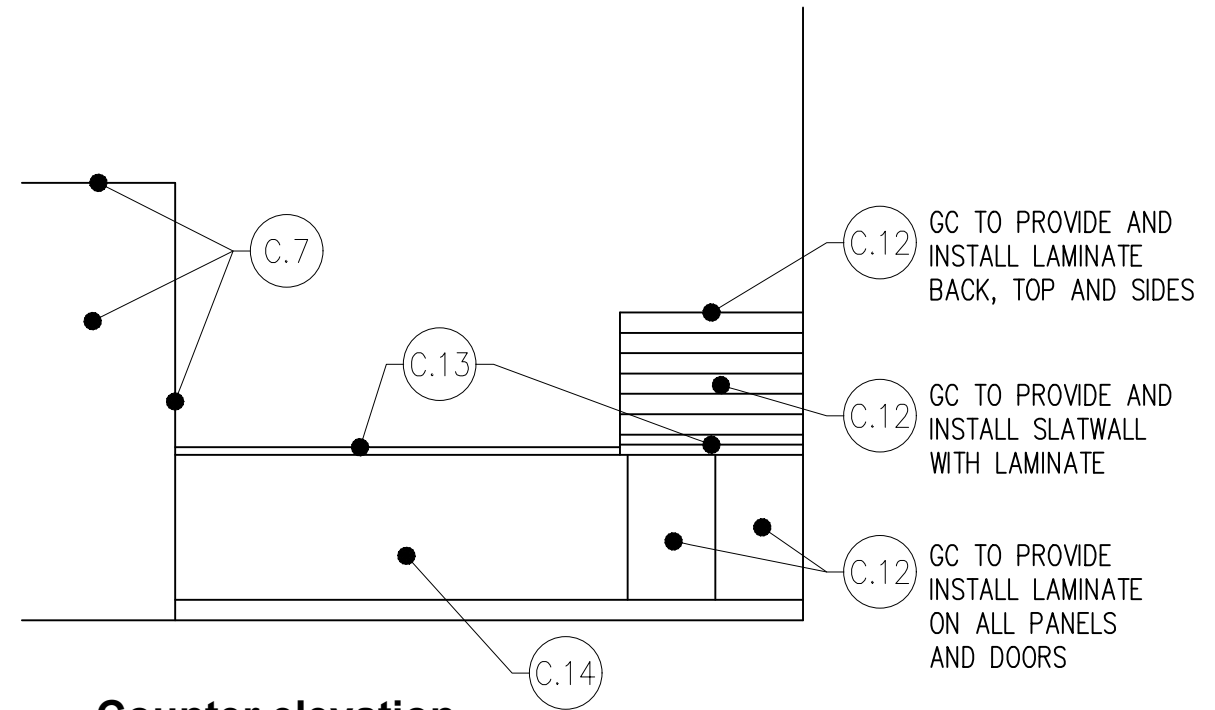 C.7
C.12
GC TO PROVIDE AND
INSTALL LAMINATE
BACK, TOP AND SIDES
C.13
C.12
GC TO PROVIDE AND
INSTALL SLATWALL
WITH LAMINATE
C.12
GC TO PROVIDE
INSTALL LAMINATE
ON ALL PANELS
AND DOORS
C.14
Counter elevation